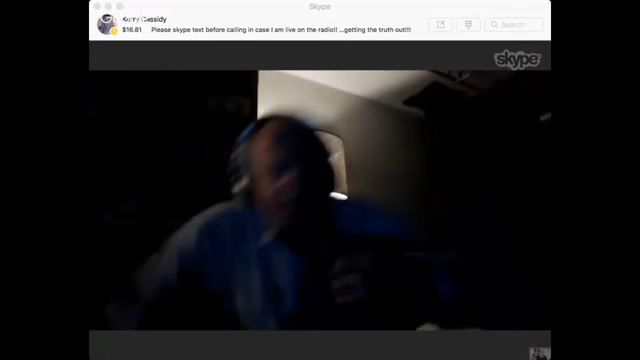 Skype
Kerry Cassidy
$16.81 Please skype text before calling in case I am live on the radio!! ...getting the truth out!!!
Search
skype